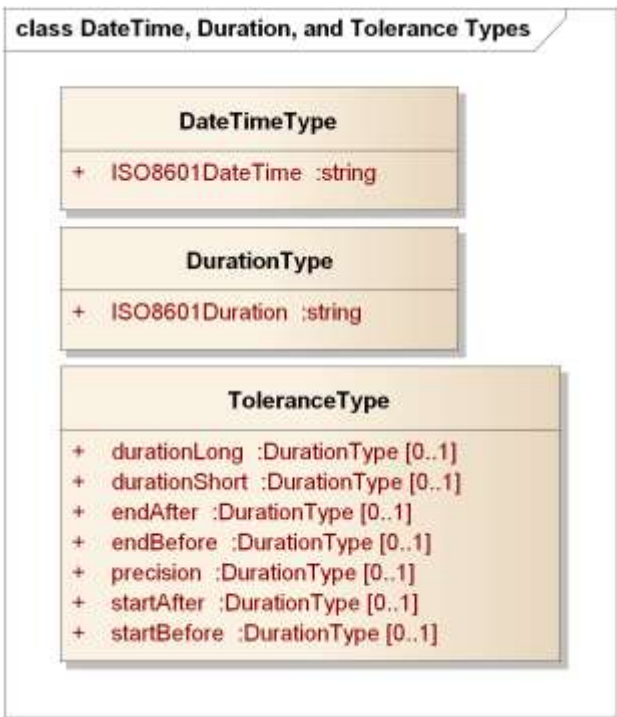 class DateTime, Duration, and Tolerance Types
DateTimeType
+ ISO8601DateTime :string
DurationType
+ ISO8601Duration :string
ToleranceType
+ durationLong :DurationType [0..1]
+ durationShort :DurationType [0..1]
+ endAfter :DurationType [0..1]
+ endBefore :DurationType [0..1]
+ precision :DurationType [0..1]
+ startAfter :DurationType [0..1]
+ startBefore :DurationType [0..1]